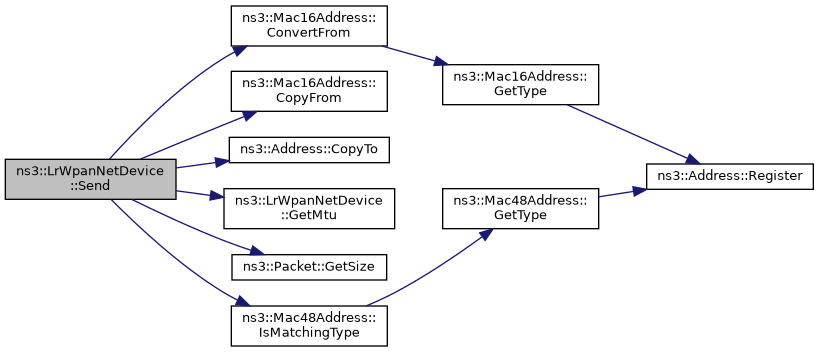 ns3::LrWpanNetDevice
::Send
ns3::Mac16Address::
ConvertFrom
ns3::Mac16Address::
CopyFrom
ns3::Address::CopyTo
ns3::LrWpanNetDevice
::GetMtu
ns3::Packet::GetSize
ns3::Mac48Address::
IsMatchingType
ns3::Mac16Address::
GetType
ns3::Mac48Address::
GetType
ns3::Address::Register